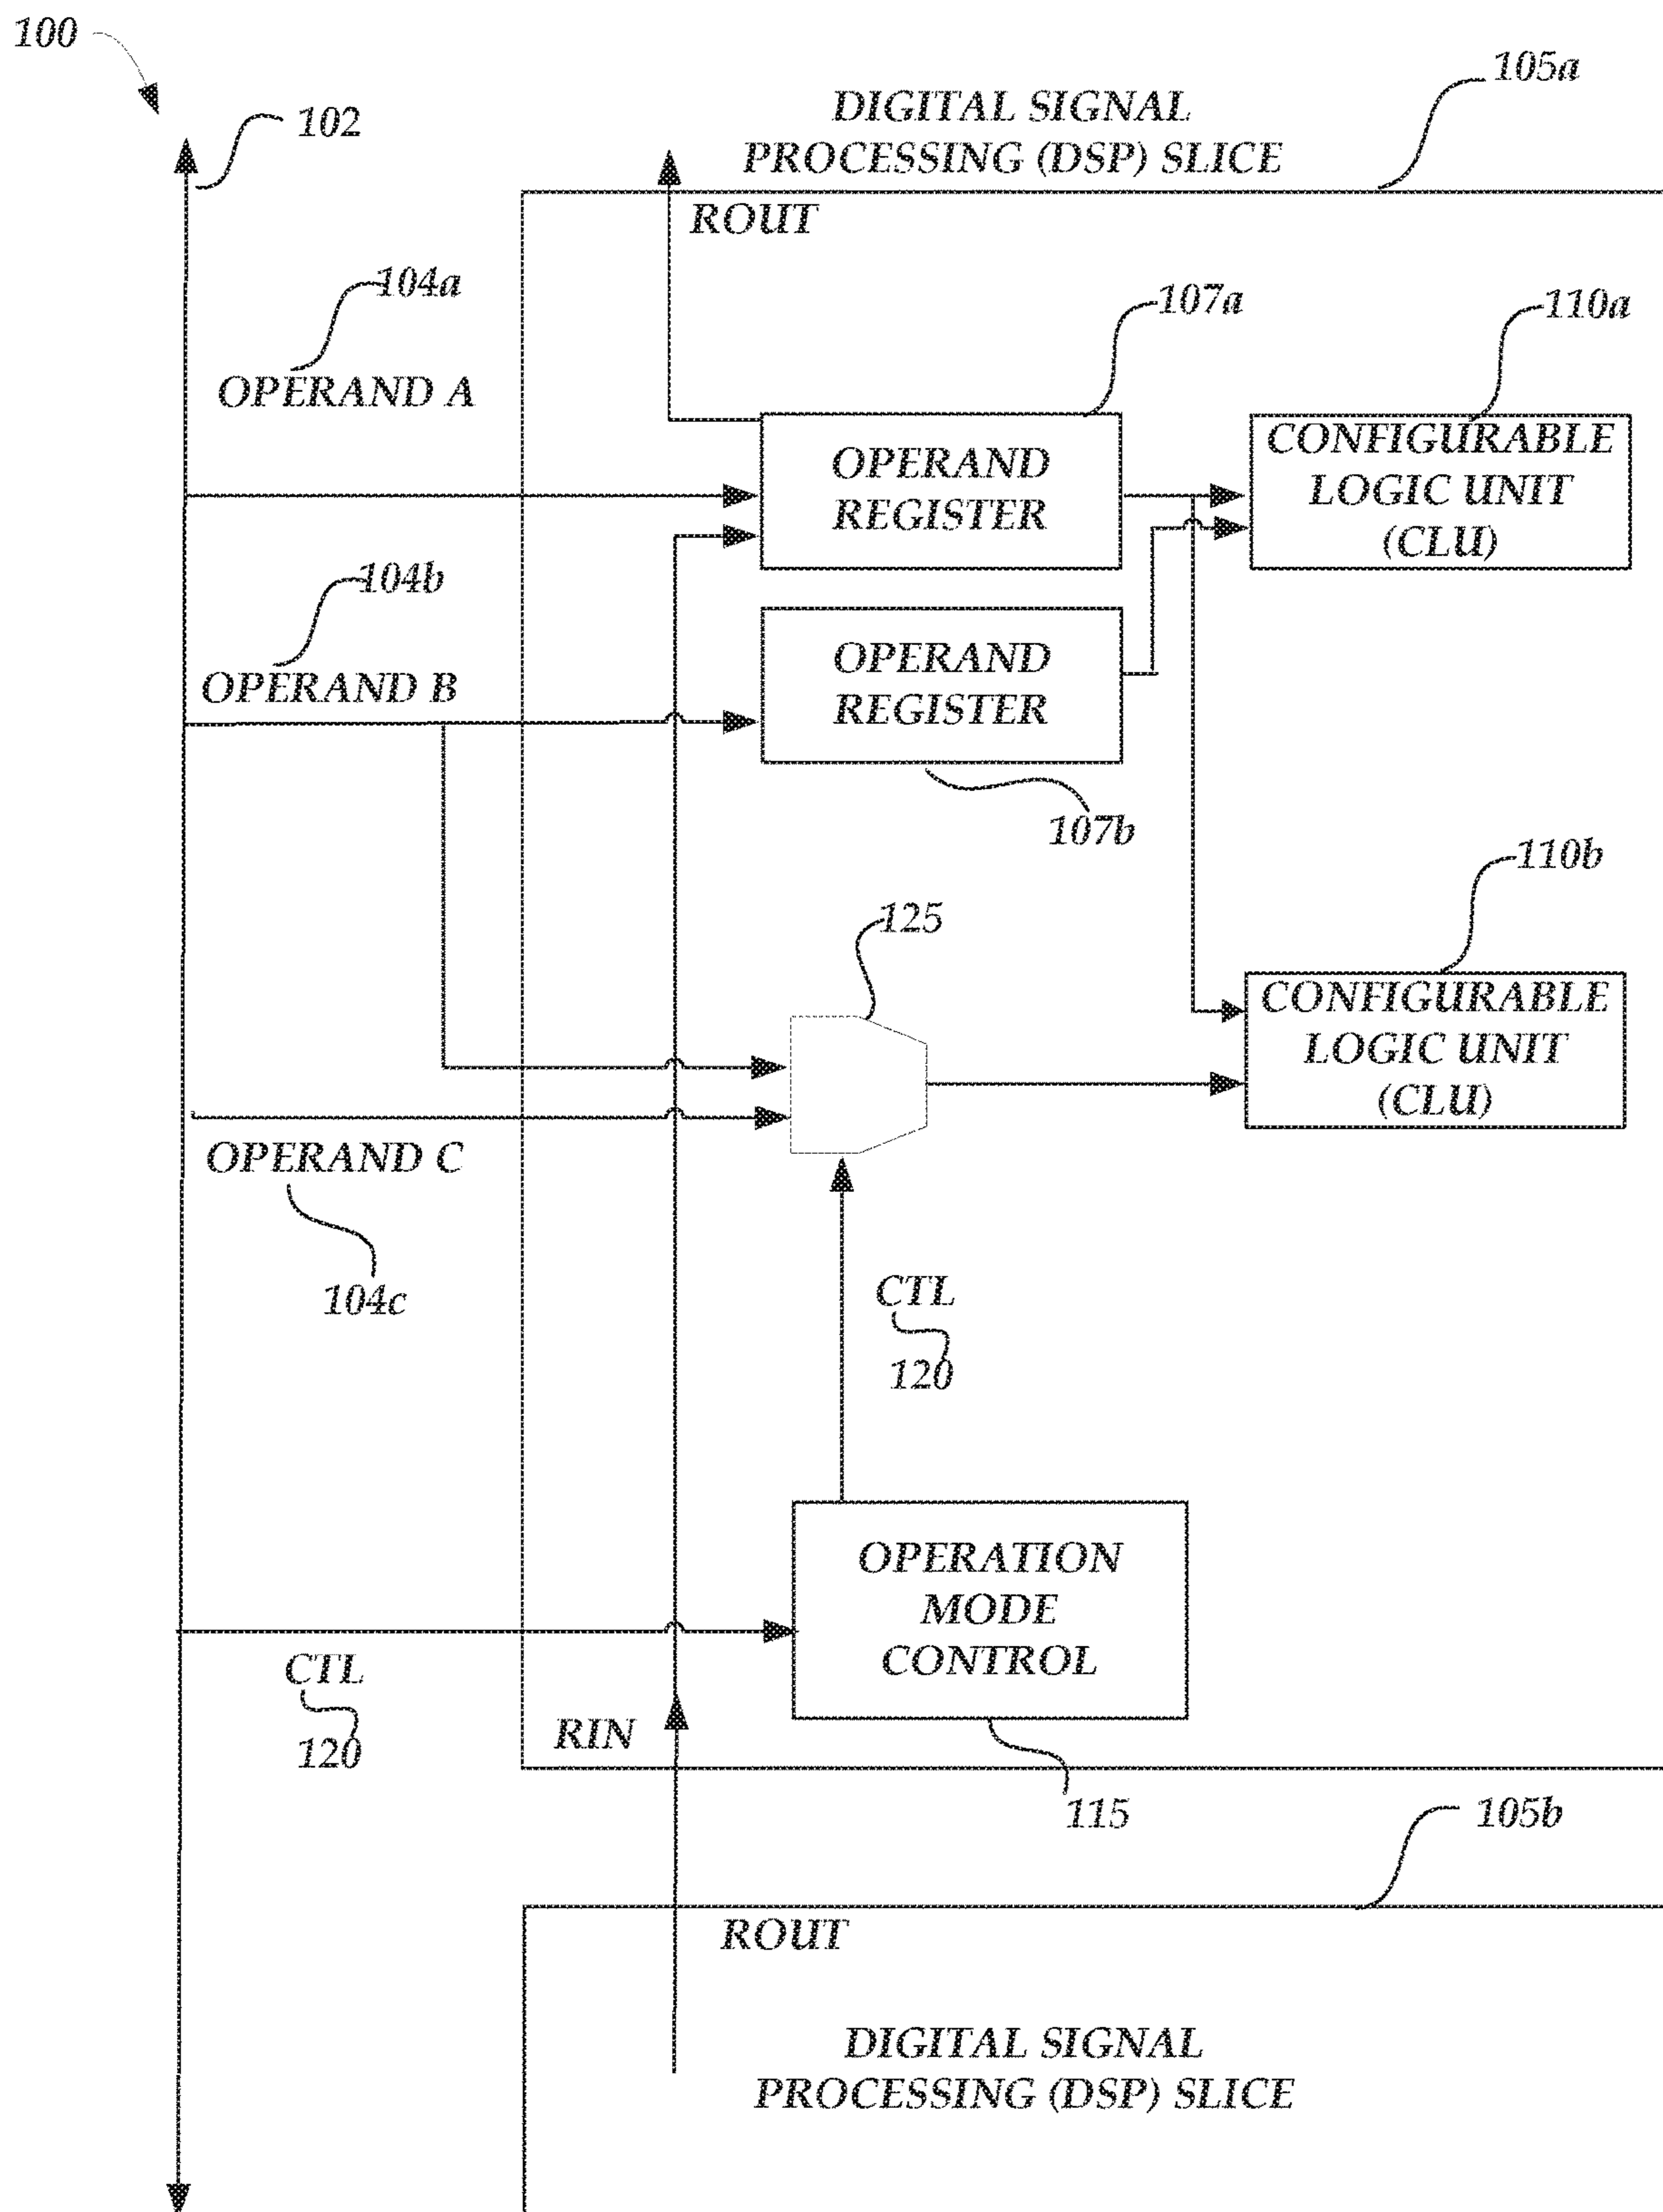 100
102
105a
DIGITAL SIGNAL
PROCESSING (DSP) SLICE
ROUT
104a
107a
110a
OPERAND A
OPERAND
REGISTER
CONFIGURABLE
LOGIC UNIT
(CLU)
104b
OPERAND B
OPERAND
REGISTER
107b
110b
125
CONFIGURABLE
LOGIC UNIT
(CLU)
OPERAND C
104c
CTL
120
OPERATION
MODE
CONTROL
CTL
120
RIN
115
105b
ROUT
DIGITAL SIGNAL
PROCESSING (DSP) SLICE